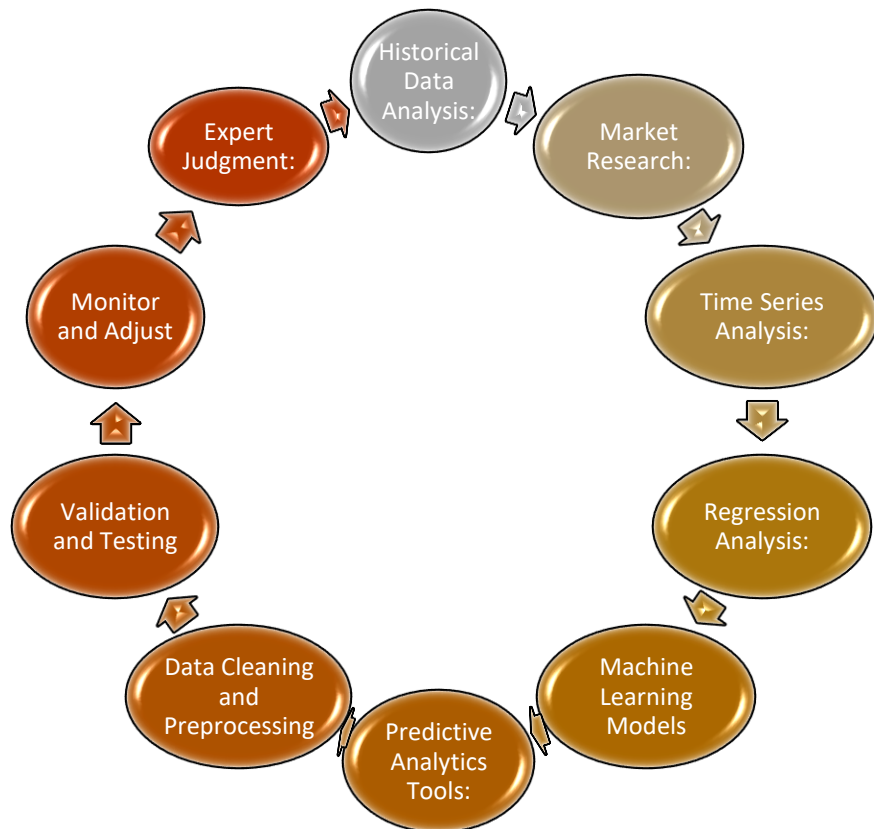 Historical
Data
Analysis:
Market
Research:
Time Series
Analysis:
Regression
Analysis:
Machine
Learning
Models
Predictive
Analytics
Tools:
Data Cleaning
and
Preprocessing
Validation
and Testing
Monitor
and Adjust
Expert
Judgment: